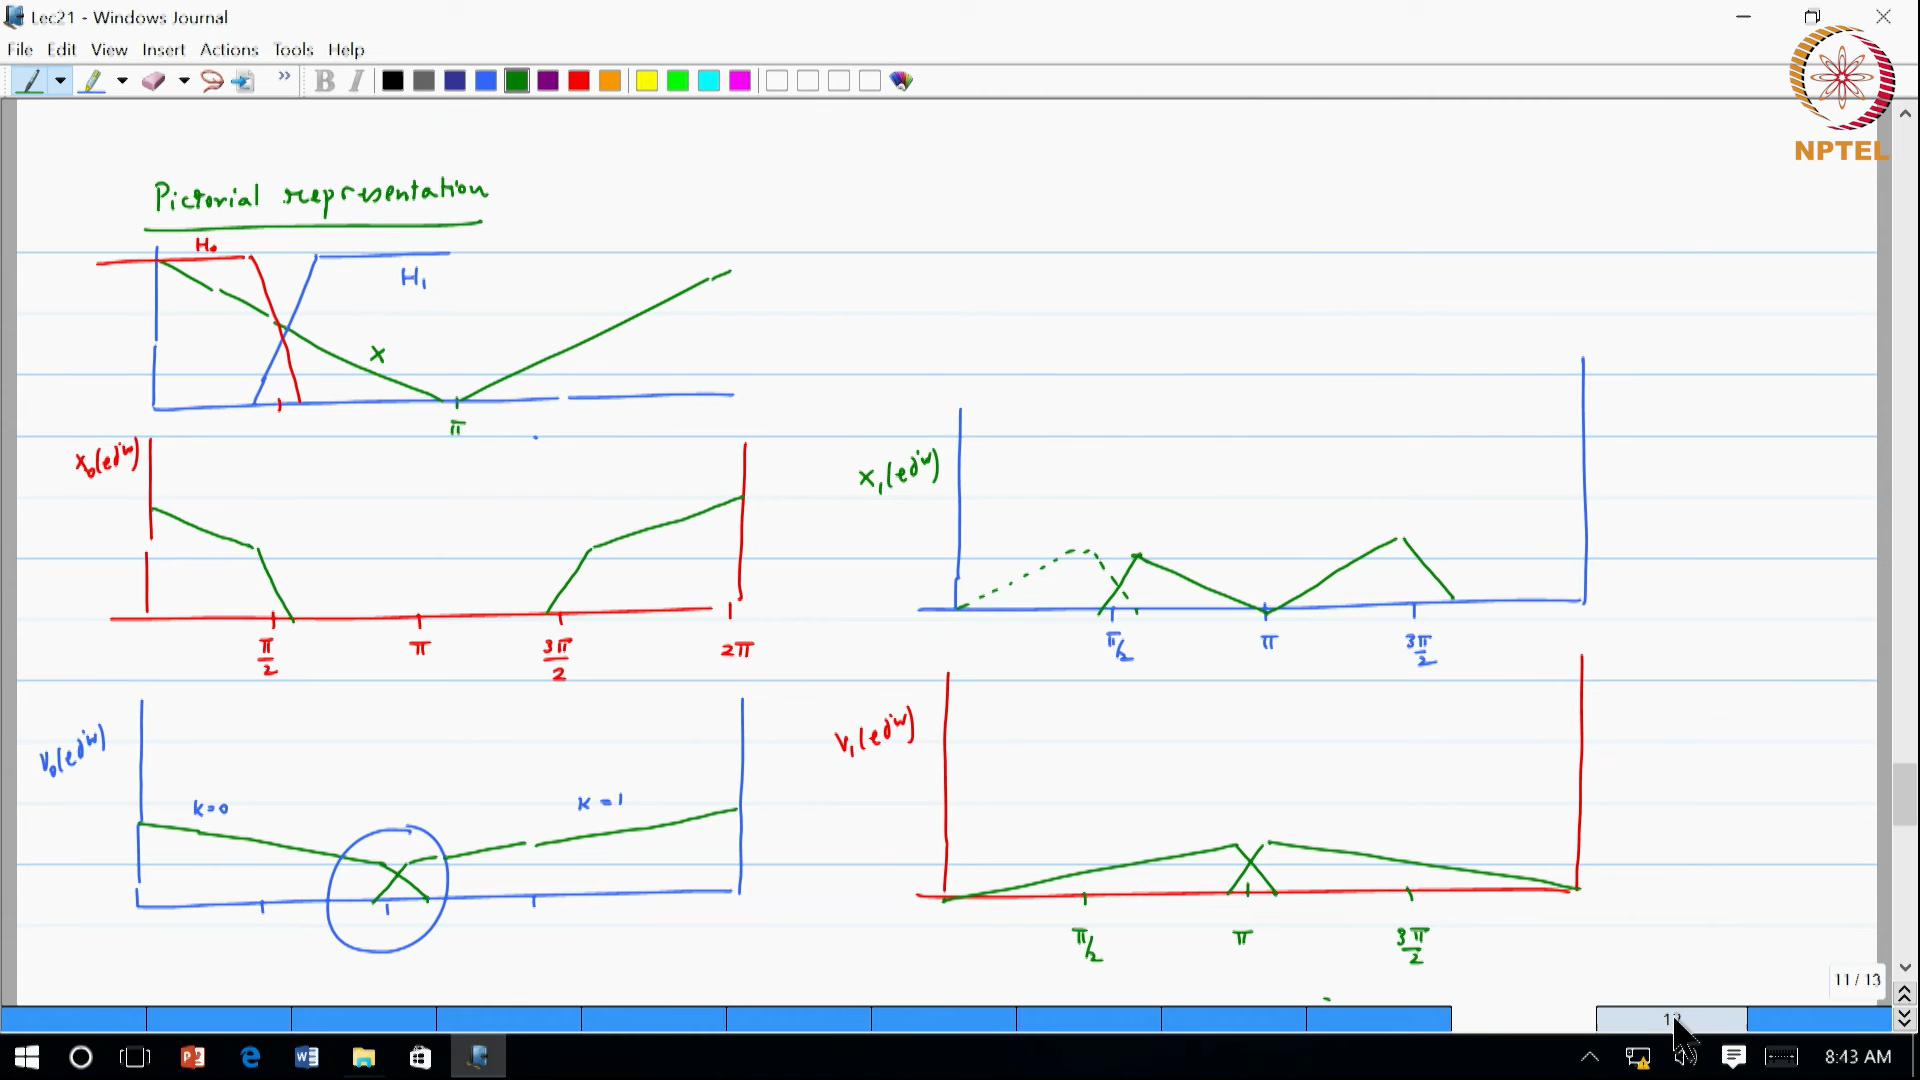 Lec21 - Windows Journal
File Edit View Insert Actions Tools Help
B I
NPTEL
Pictorial representation
H₀
H₁
X
π
X₀(e^jω)
π/2 π 3π/2 2π
X₁(e^jω)
π/2 π 3π/2
V₀(e^jω)
K=0 K=1
V₁(e^jω)
π/2 π 3π/2
11 / 13
8:43 AM